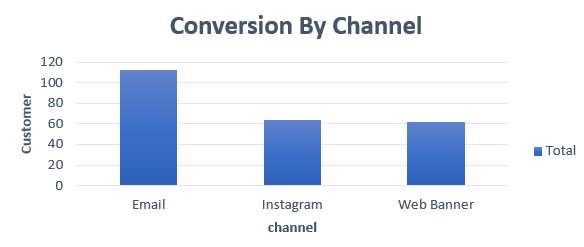 Conversion By Channel
120
100
80
60
40
20
0
Customer
Email Instagram Web Banner
channel
Total